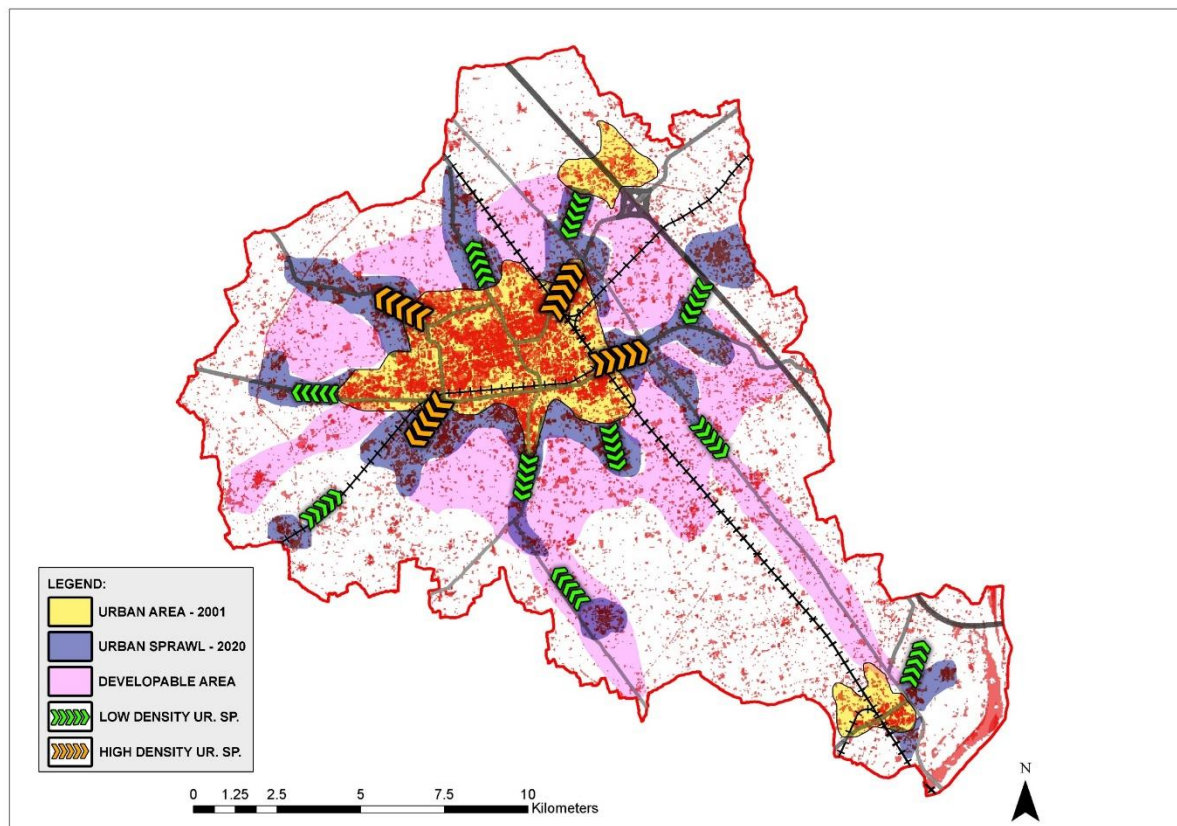 LEGEND:
URBAN AREA - 2001
URBAN SPRAWL - 2020
DEVELOPABLE AREA
LOW DENSITY UR. SP.
HIGH DENSITY UR. SP.
N
0 1.25 2.5 5 7.5 10
Kilometers